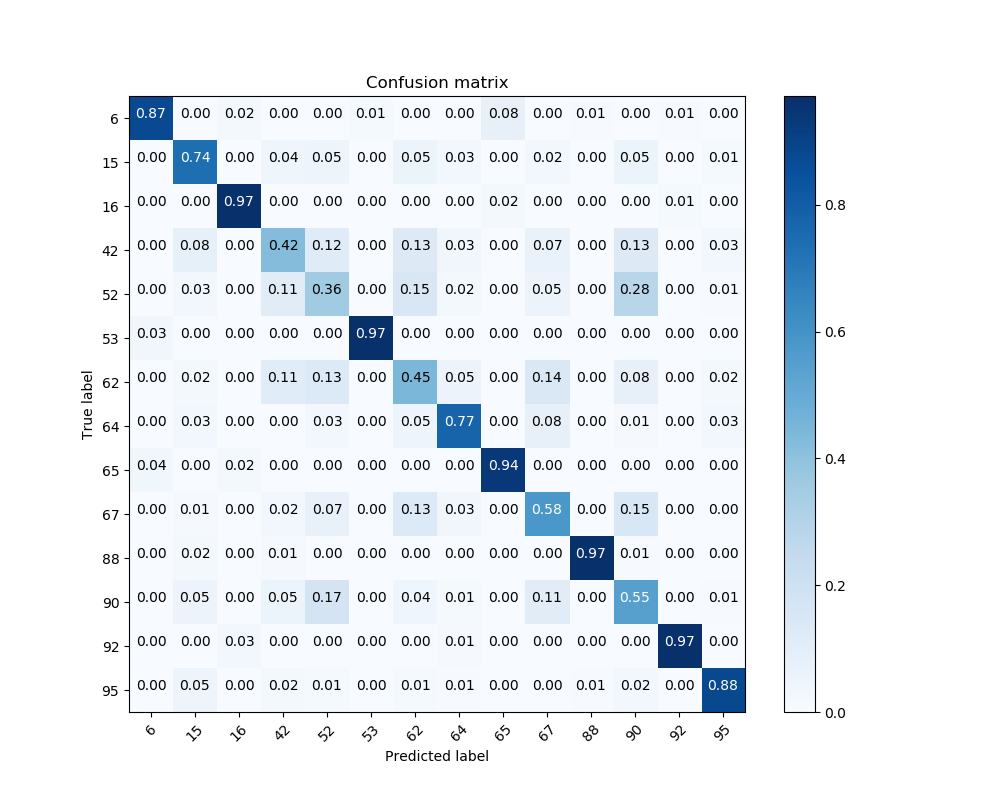 Confusion matrix
6 0.87 0.00 0.02 0.00 0.00 0.01 0.00 0.00 0.08 0.00 0.01 0.00 0.01 0.00
15 0.00 0.74 0.00 0.04 0.05 0.00 0.05 0.03 0.00 0.02 0.00 0.05 0.00 0.01
16 0.00 0.00 0.97 0.00 0.00 0.00 0.00 0.00 0.02 0.00 0.00 0.00 0.01 0.00
42 0.00 0.08 0.00 0.42 0.12 0.00 0.13 0.03 0.00 0.07 0.00 0.13 0.00 0.03
52 0.00 0.03 0.00 0.11 0.36 0.00 0.15 0.02 0.00 0.05 0.00 0.28 0.00 0.01
53 0.03 0.00 0.00 0.00 0.00 0.97 0.00 0.00 0.00 0.00 0.00 0.00 0.00 0.00
62 0.00 0.02 0.00 0.11 0.13 0.00 0.45 0.05 0.00 0.14 0.00 0.08 0.00 0.02
64 0.00 0.03 0.00 0.00 0.03 0.00 0.05 0.77 0.00 0.08 0.00 0.01 0.00 0.03
65 0.04 0.00 0.02 0.00 0.00 0.00 0.00 0.00 0.94 0.00 0.00 0.00 0.00 0.00
67 0.00 0.01 0.00 0.02 0.07 0.00 0.13 0.03 0.00 0.58 0.00 0.15 0.00 0.00
88 0.00 0.02 0.00 0.01 0.00 0.00 0.00 0.00 0.00 0.00 0.97 0.01 0.00 0.00
90 0.00 0.05 0.00 0.05 0.17 0.00 0.04 0.01 0.00 0.11 0.00 0.55 0.00 0.01
92 0.00 0.00 0.03 0.00 0.00 0.00 0.00 0.01 0.00 0.00 0.00 0.00 0.97 0.00
95 0.00 0.05 0.00 0.02 0.01 0.00 0.01 0.01 0.00 0.00 0.01 0.02 0.00 0.88
6 15 16 42 52 53 62 64 65 67 88 90 92 95
Predicted label
True label
0.8
0.6
0.4
0.2
0.0